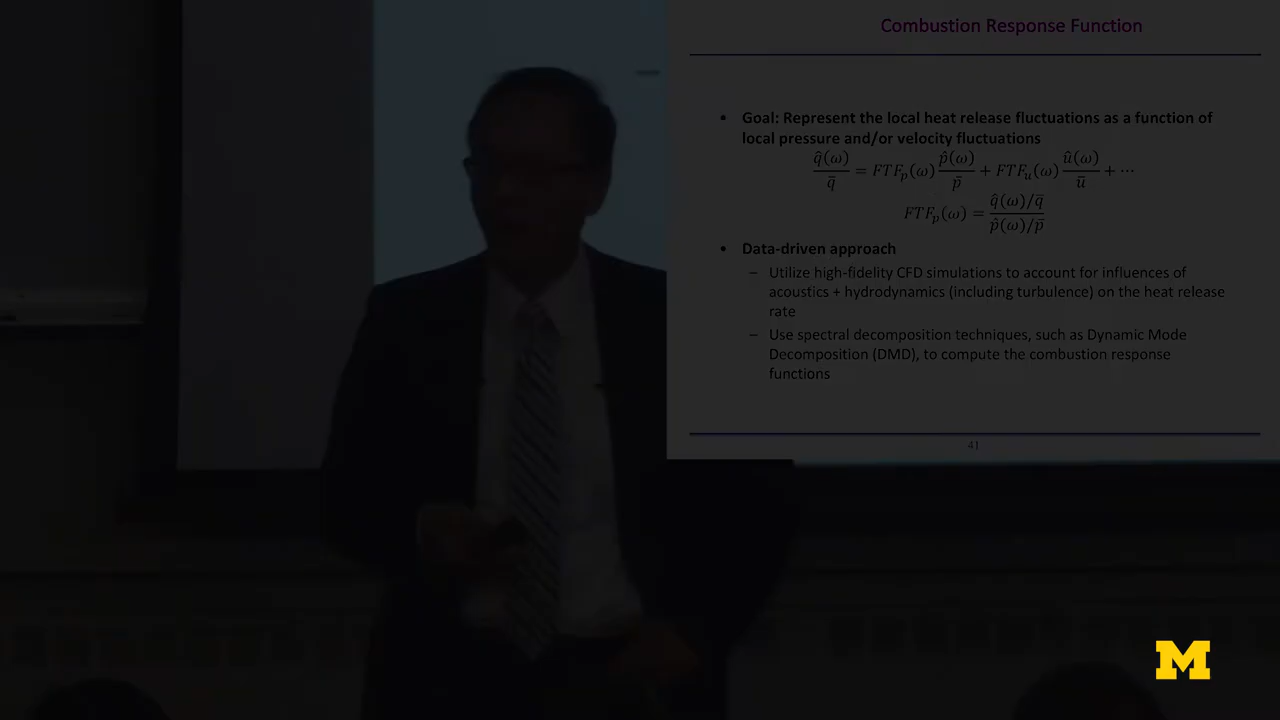 Combustion Response Function
• Goal: Represent the local heat release fluctuations as a function of
local pressure and/or velocity fluctuations
q̂(ω)/q̄ = FTFₚ(ω) p̂(ω)/p̄ + FTFᵤ(ω) û(ω)/ū + ⋯
FTFₚ(ω) = (q̂(ω)/q̄)/(p̂(ω)/p̄)
• Data-driven approach
– Utilize high-fidelity CFD simulations to account for influences of
acoustics + hydrodynamics (including turbulence) on the heat release
rate
– Use spectral decomposition techniques, such as Dynamic Mode
Decomposition (DMD), to compute the combustion response
functions
41
M